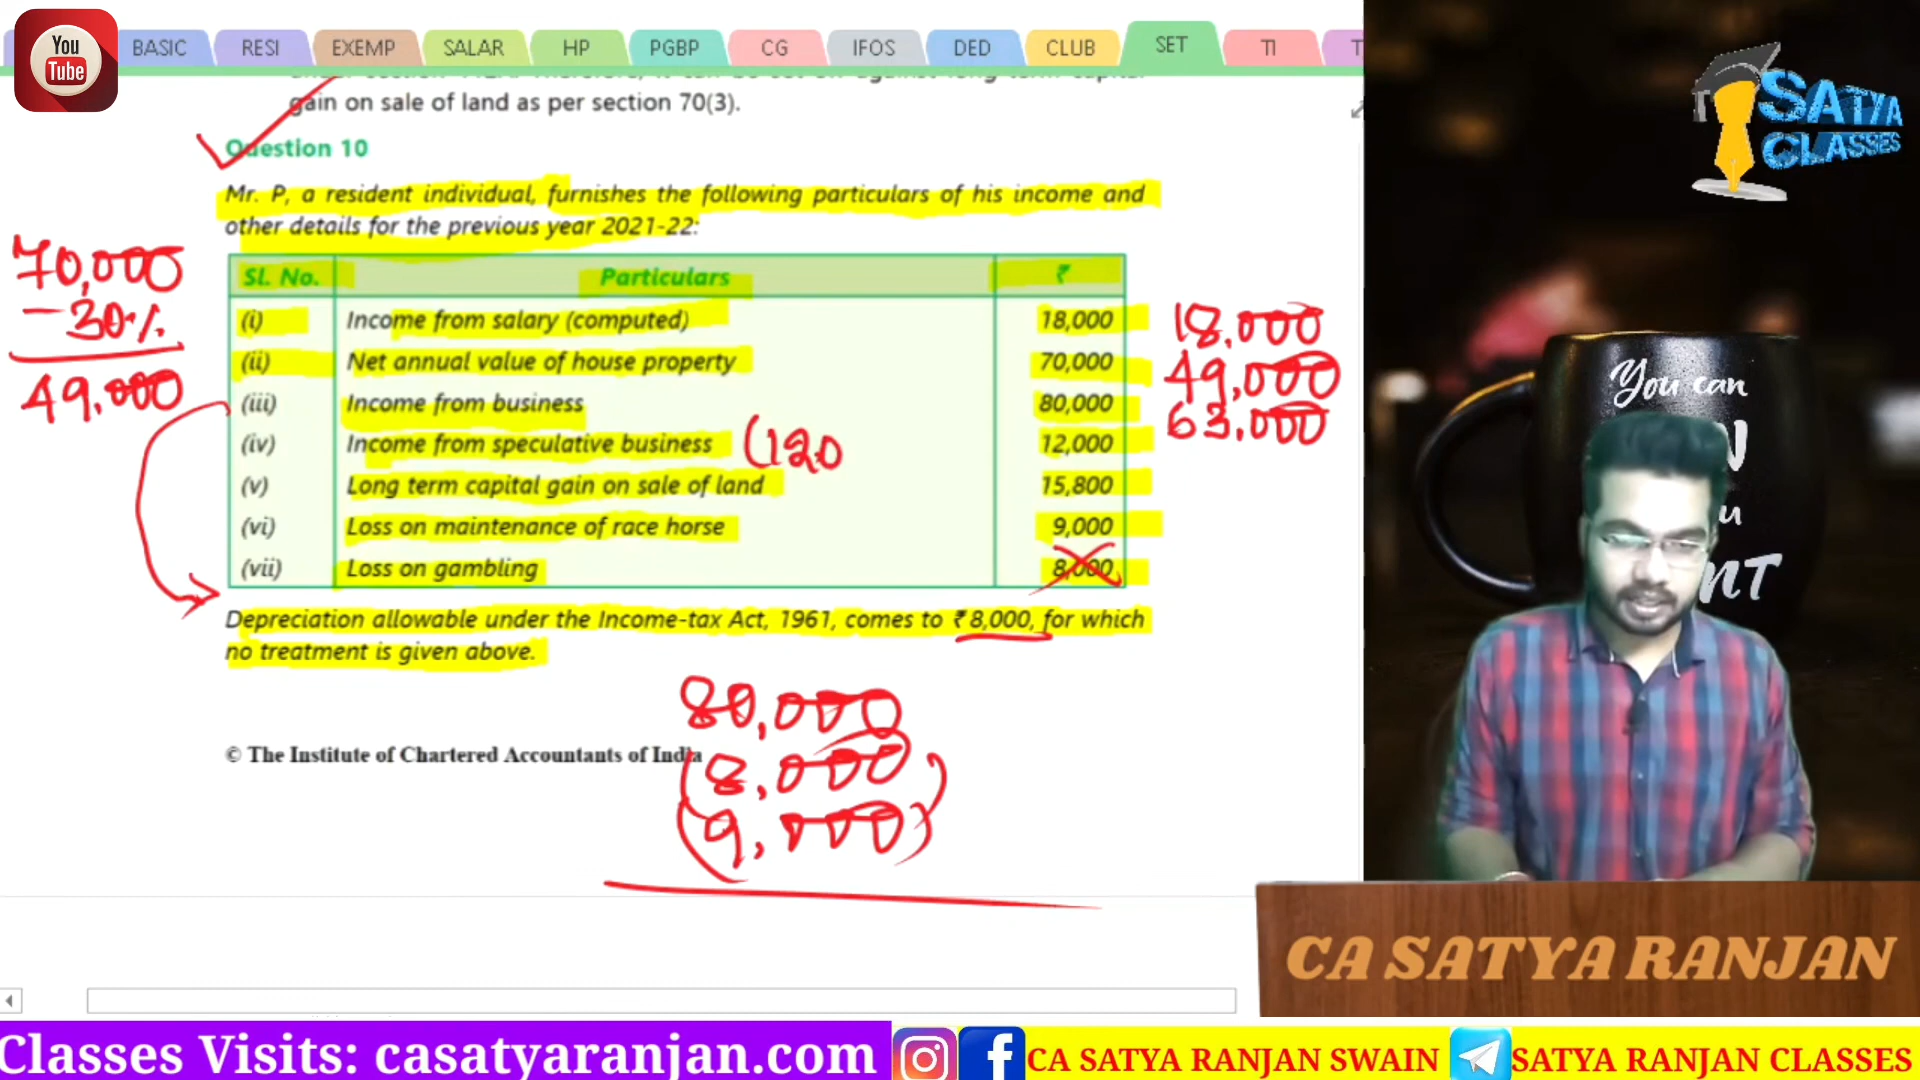 You
Tube
BASIC RESI EXEMP SALAR HP PGBP CG IFOS DED CLUB SET TI T
gain on sale of land as per section 70(3).
Question 10
Mr. P, a resident individual, furnishes the following particulars of his income and
other details for the previous year 2021-22:
Sl. No. Particulars ₹
(i) Income from salary (computed) 18,000
(ii) Net annual value of house property 70,000
(iii) Income from business 80,000
(iv) Income from speculative business 12,000
(v) Long term capital gain on sale of land 15,800
(vi) Loss on maintenance of race horse 9,000
(vii) Loss on gambling 8,000
Depreciation allowable under the Income-tax Act, 1961, comes to ₹ 8,000, for which
no treatment is given above.
70,000
-30%
49,000
18,000
49,000
63,000
(120
80,000
(8,000)
(9,000)
© The Institute of Chartered Accountants of India
SATYA
CLASSES
You can
CA SATYA RANJAN
Classes Visits: casatyaranjan.com
CA SATYA RANJAN SWAIN
SATYA RANJAN CLASSES